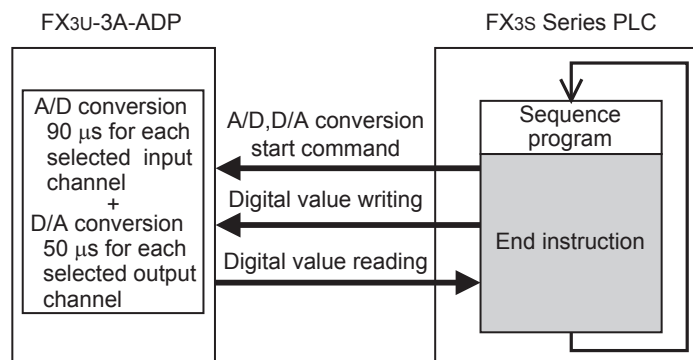 FX3U-3A-ADP
FX3S Series PLC
A/D conversion
90 μs for each
selected input
channel
+
D/A conversion
50 μs for each
selected output
channel
A/D,D/A conversion
start command
Digital value writing
Digital value reading
Sequence
program
End instruction